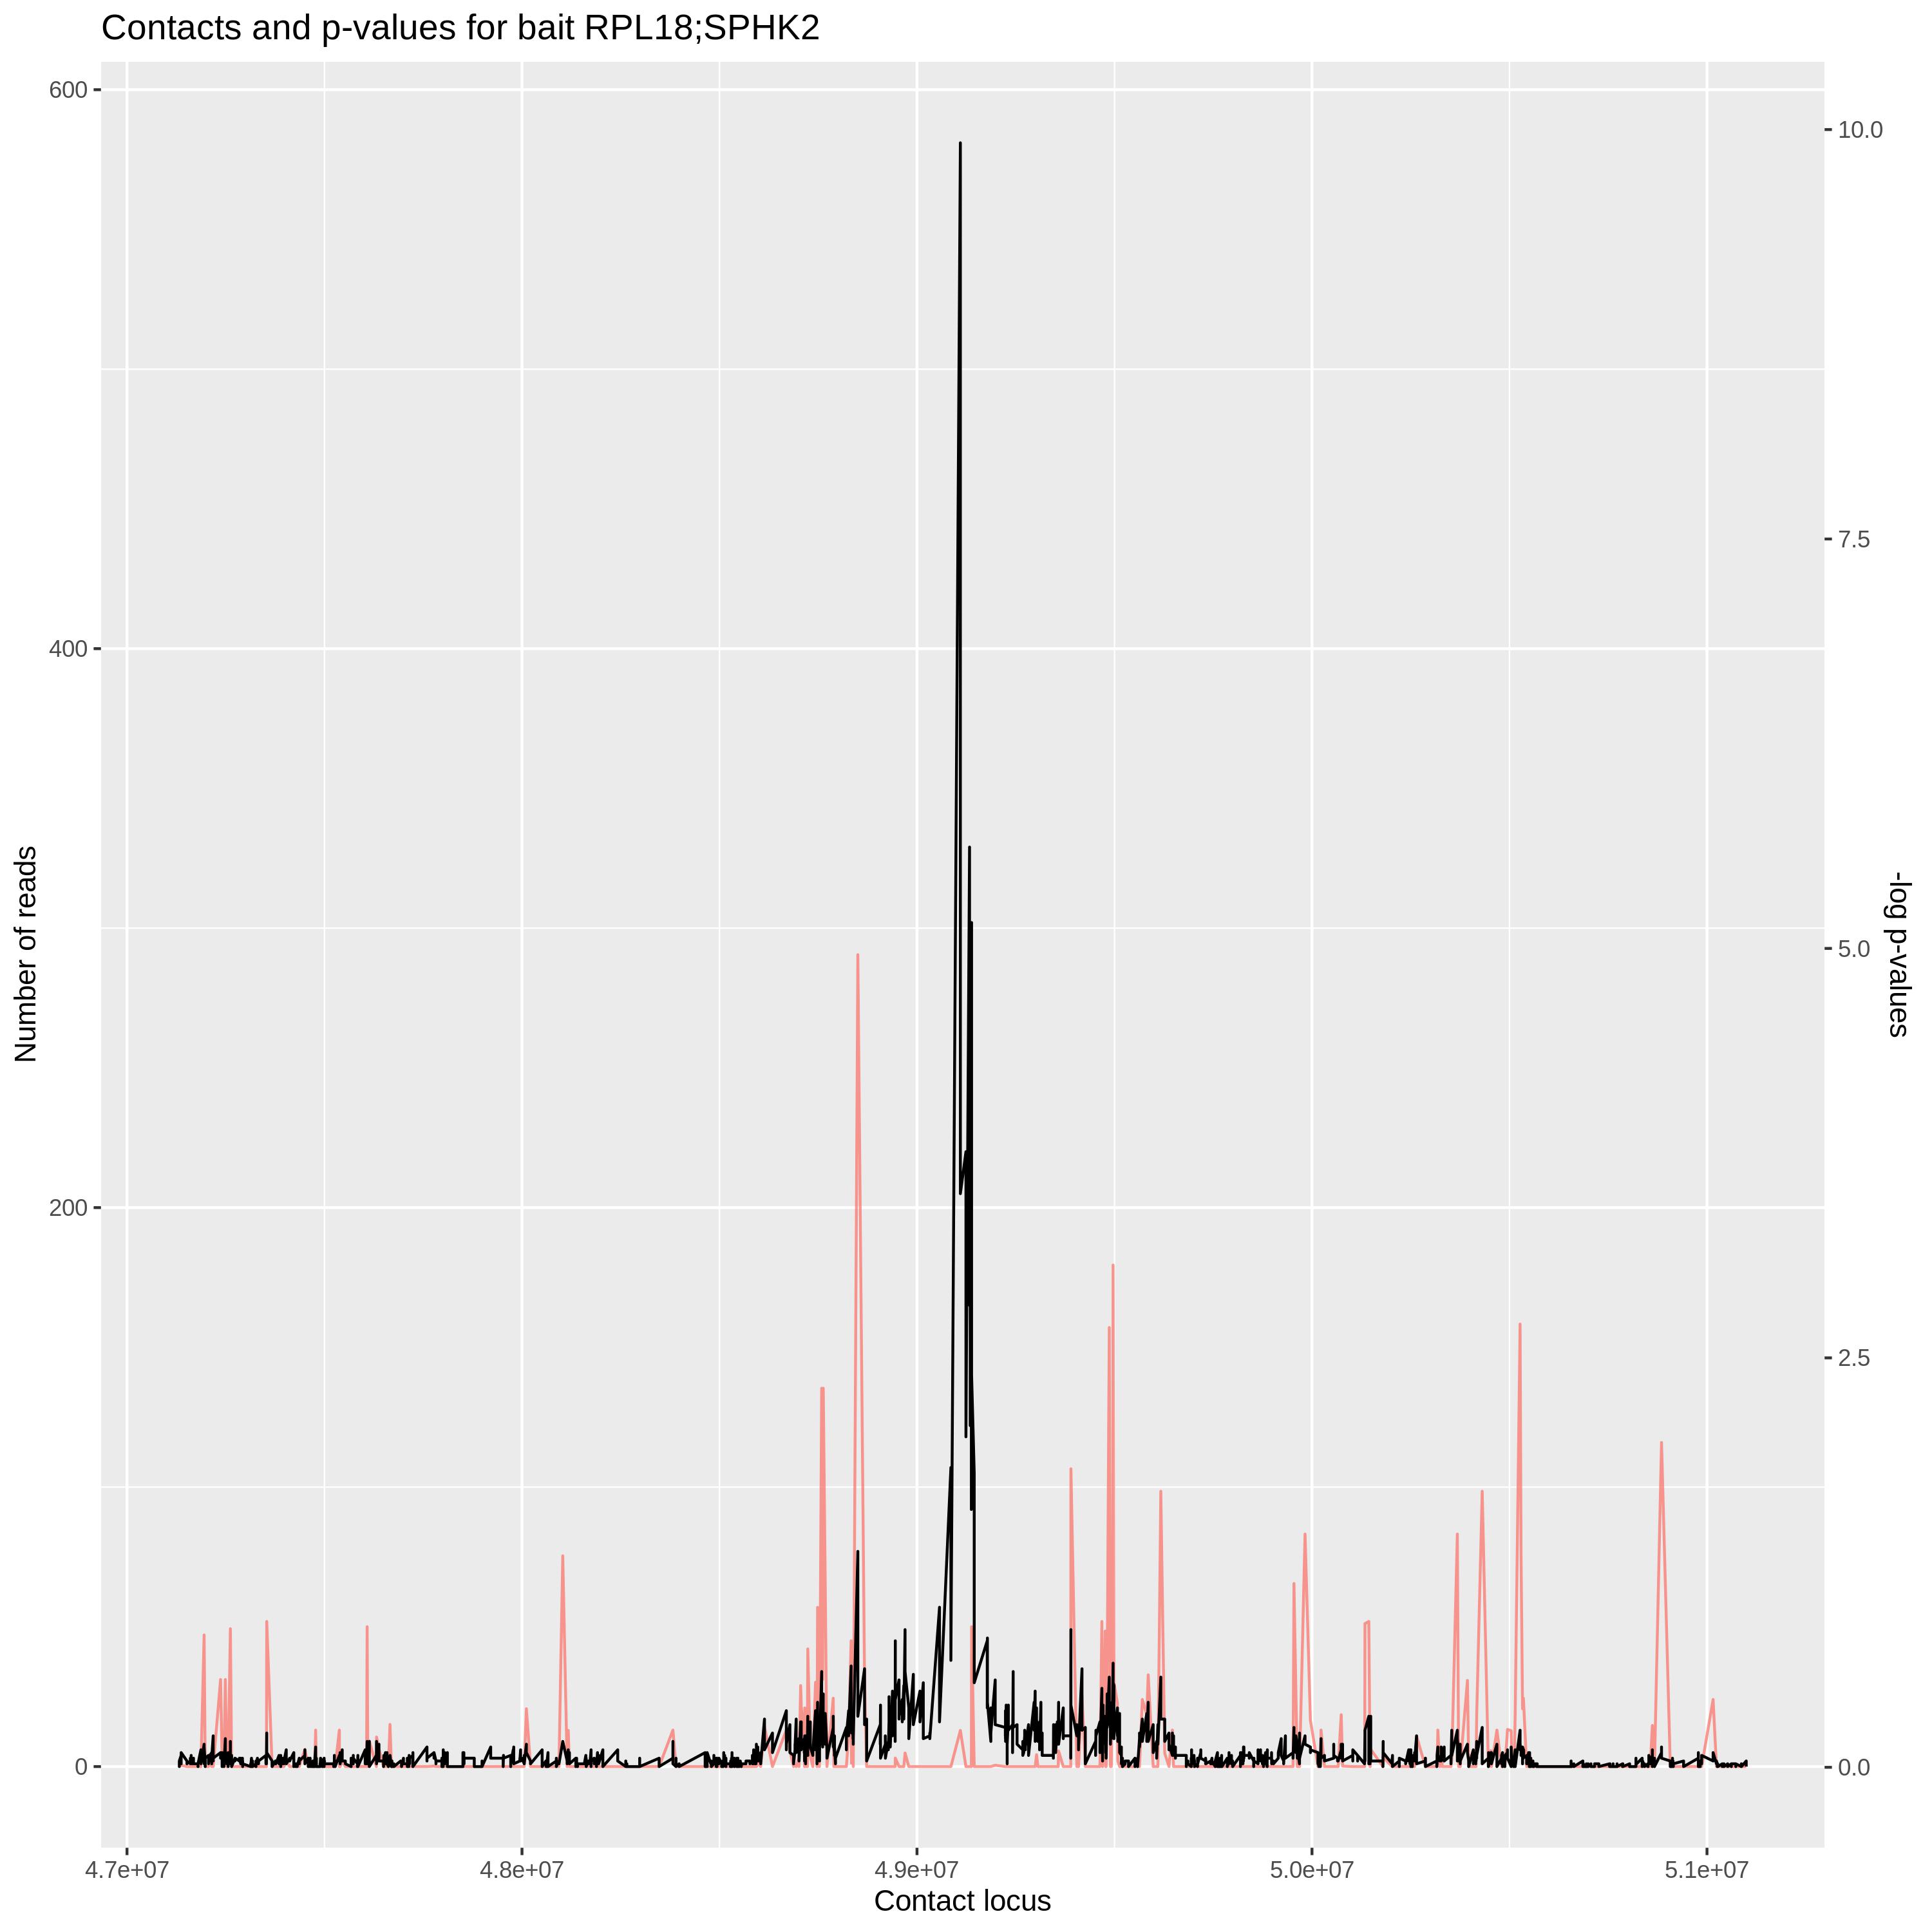 Contacts and p-values for bait RPL18;SPHK2
600
400
200
0
Number of reads
10.0
7.5
5.0
2.5
0.0
-log p-values
4.7e+07
4.8e+07
4.9e+07
5.0e+07
5.1e+07
Contact locus